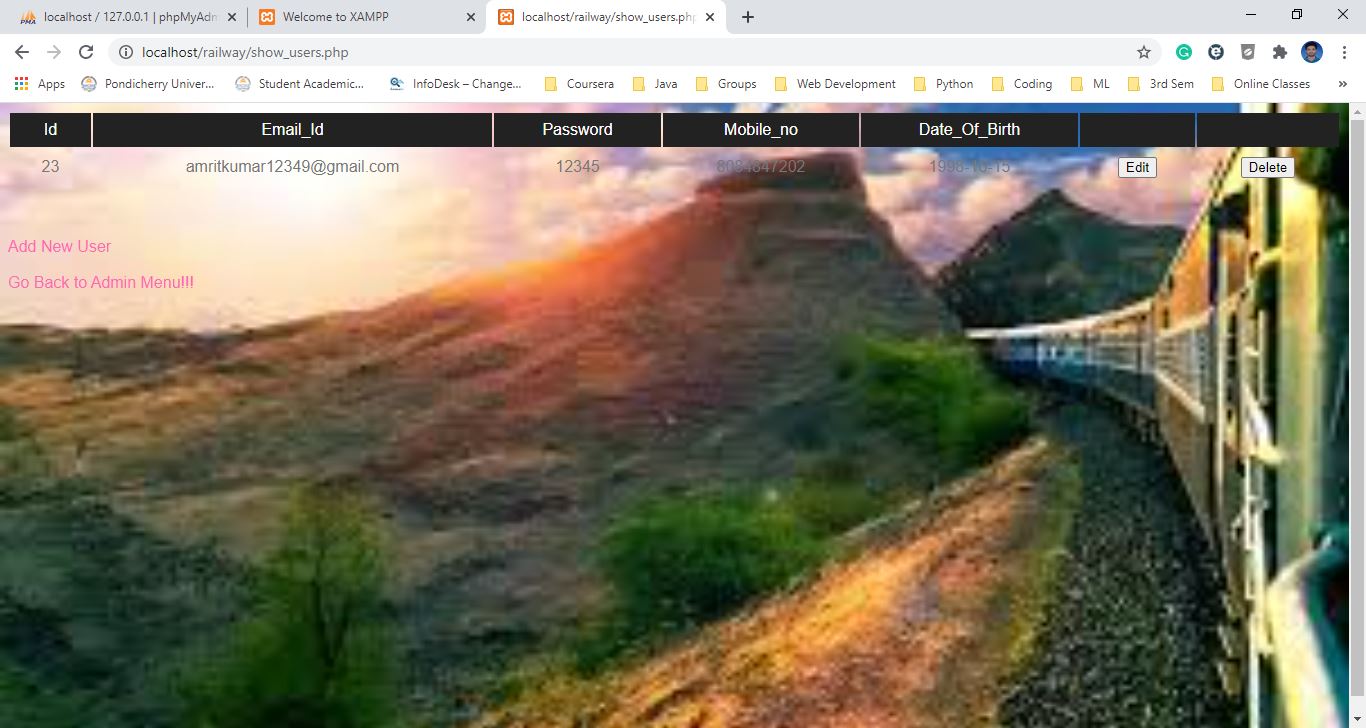 localhost / 127.0.0.1 | phpMyAdm
Welcome to XAMPP
localhost/railway/show_users.php
localhost/railway/show_users.php
Apps
Pondicherry Univer...
Student Academic...
InfoDesk – Change...
Coursera
Java
Groups
Web Development
Python
Coding
ML
3rd Sem
Online Classes
»
Id Email_Id Password Mobile_no Date_Of_Birth
23 amritkumar12349@gmail.com 12345 8084847202 1998-10-15 Edit Delete
Add New User
Go Back to Admin Menu!!!